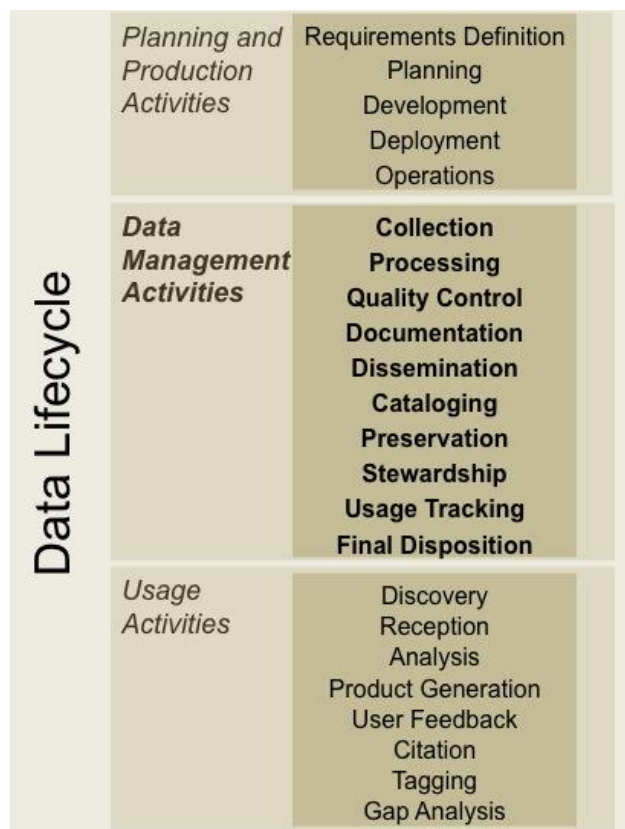 Data Lifecycle
Planning and
Production
Activities
Requirements Definition
Planning
Development
Deployment
Operations
Data
Management
Activities
Collection
Processing
Quality Control
Documentation
Dissemination
Cataloging
Preservation
Stewardship
Usage Tracking
Final Disposition
Usage
Activities
Discovery
Reception
Analysis
Product Generation
User Feedback
Citation
Tagging
Gap Analysis